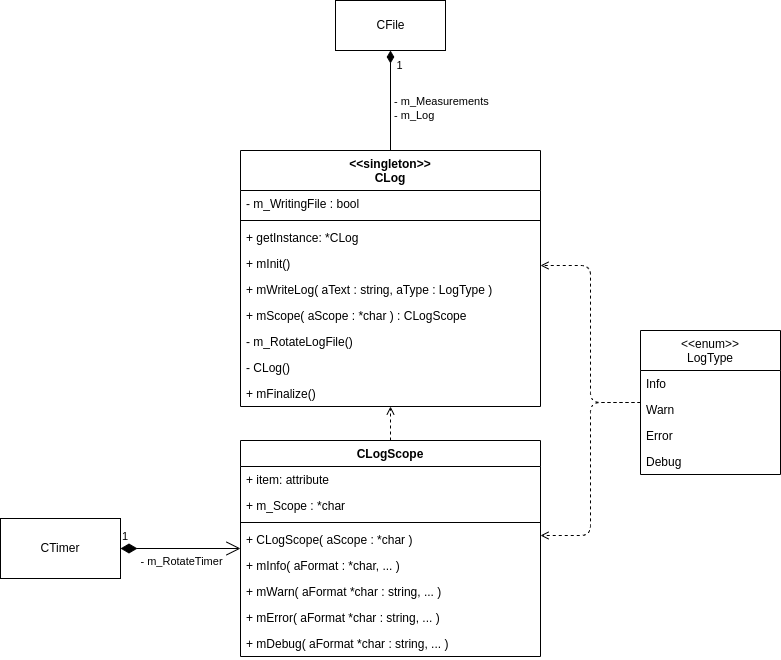 CFile
1
- m_Measurements
- m_Log
<<singleton>>
CLog
- m_WritingFile : bool
+ getInstance: *CLog
+ mInit()
+ mWriteLog( aText : string, aType : LogType )
+ mScope( aScope : *char ) : CLogScope
- m_RotateLogFile()
- CLog()
+ mFinalize()
<<enum>>
LogType
Info
Warn
Error
Debug
CLogScope
+ item: attribute
+ m_Scope : *char
+ CLogScope( aScope : *char )
+ mInfo( aFormat : *char, ... )
+ mWarn( aFormat *char : string, ... )
+ mError( aFormat *char : string, ... )
+ mDebug( aFormat *char : string, ... )
CTimer
1
- m_RotateTimer